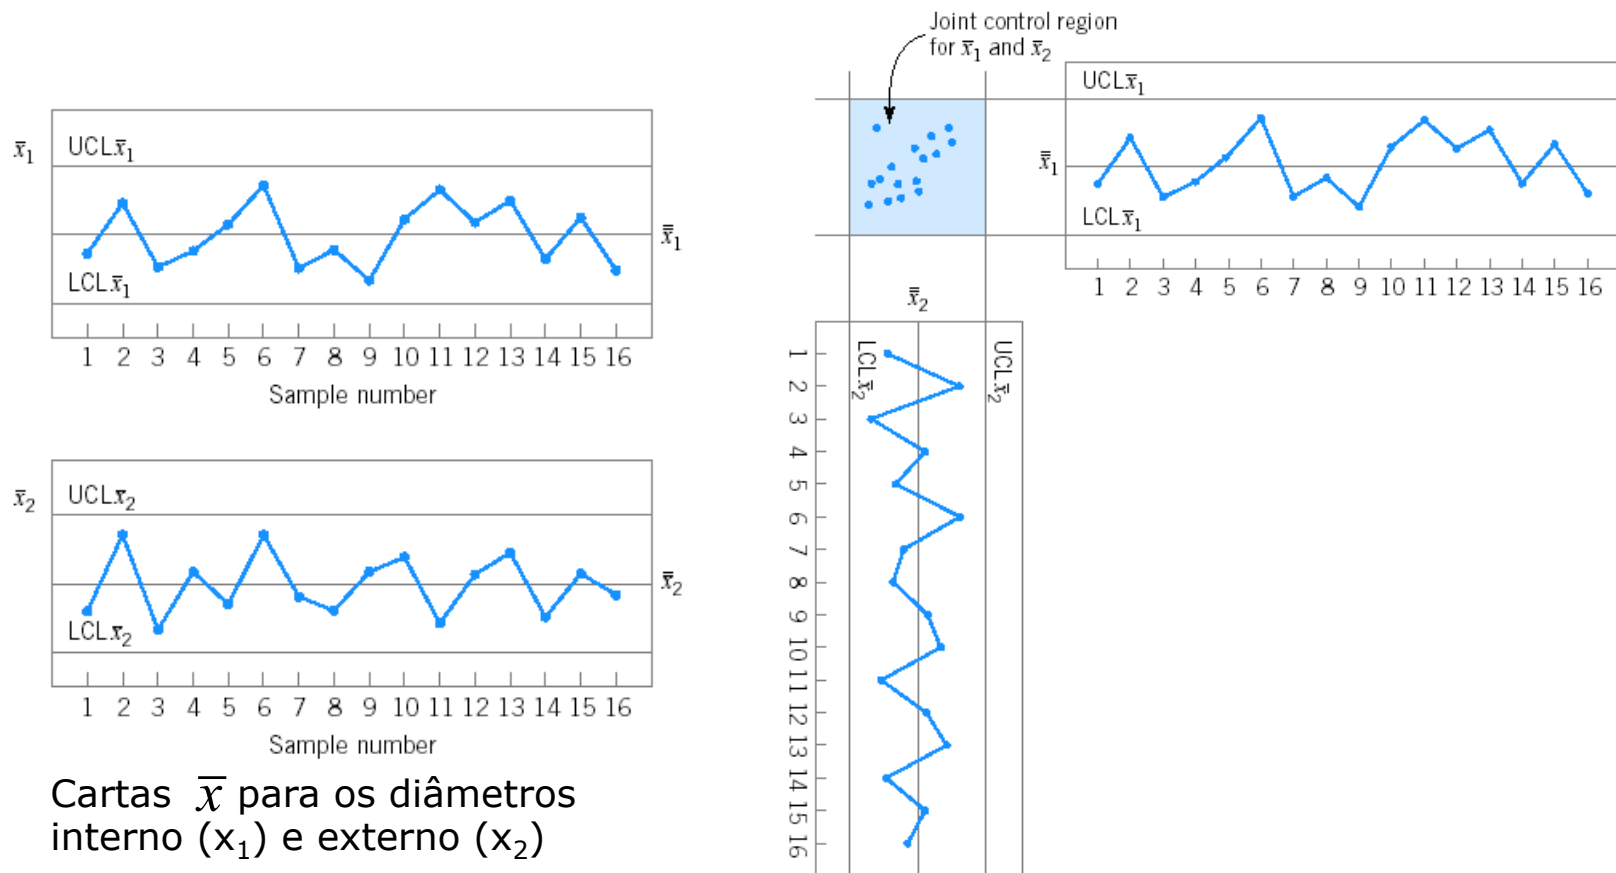 x̄₁
UCLx̄₁
x̿₁
LCLx̄₁
1 2 3 4 5 6 7 8 9 10 11 12 13 14 15 16
Sample number
x̄₂
UCLx̄₂
x̿₂
LCLx̄₂
1 2 3 4 5 6 7 8 9 10 11 12 13 14 15 16
Sample number
Cartas x̄ para os diâmetros
interno (x₁) e externo (x₂)
Joint control region
for x̄₁ and x̄₂
UCLx̄₁
x̿₁
LCLx̄₁
1 2 3 4 5 6 7 8 9 10 11 12 13 14 15 16
x̿₂
LCLx̄₂
UCLx̄₂
1 2 3 4 5 6 7 8 9 10 11 12 13 14 15 16